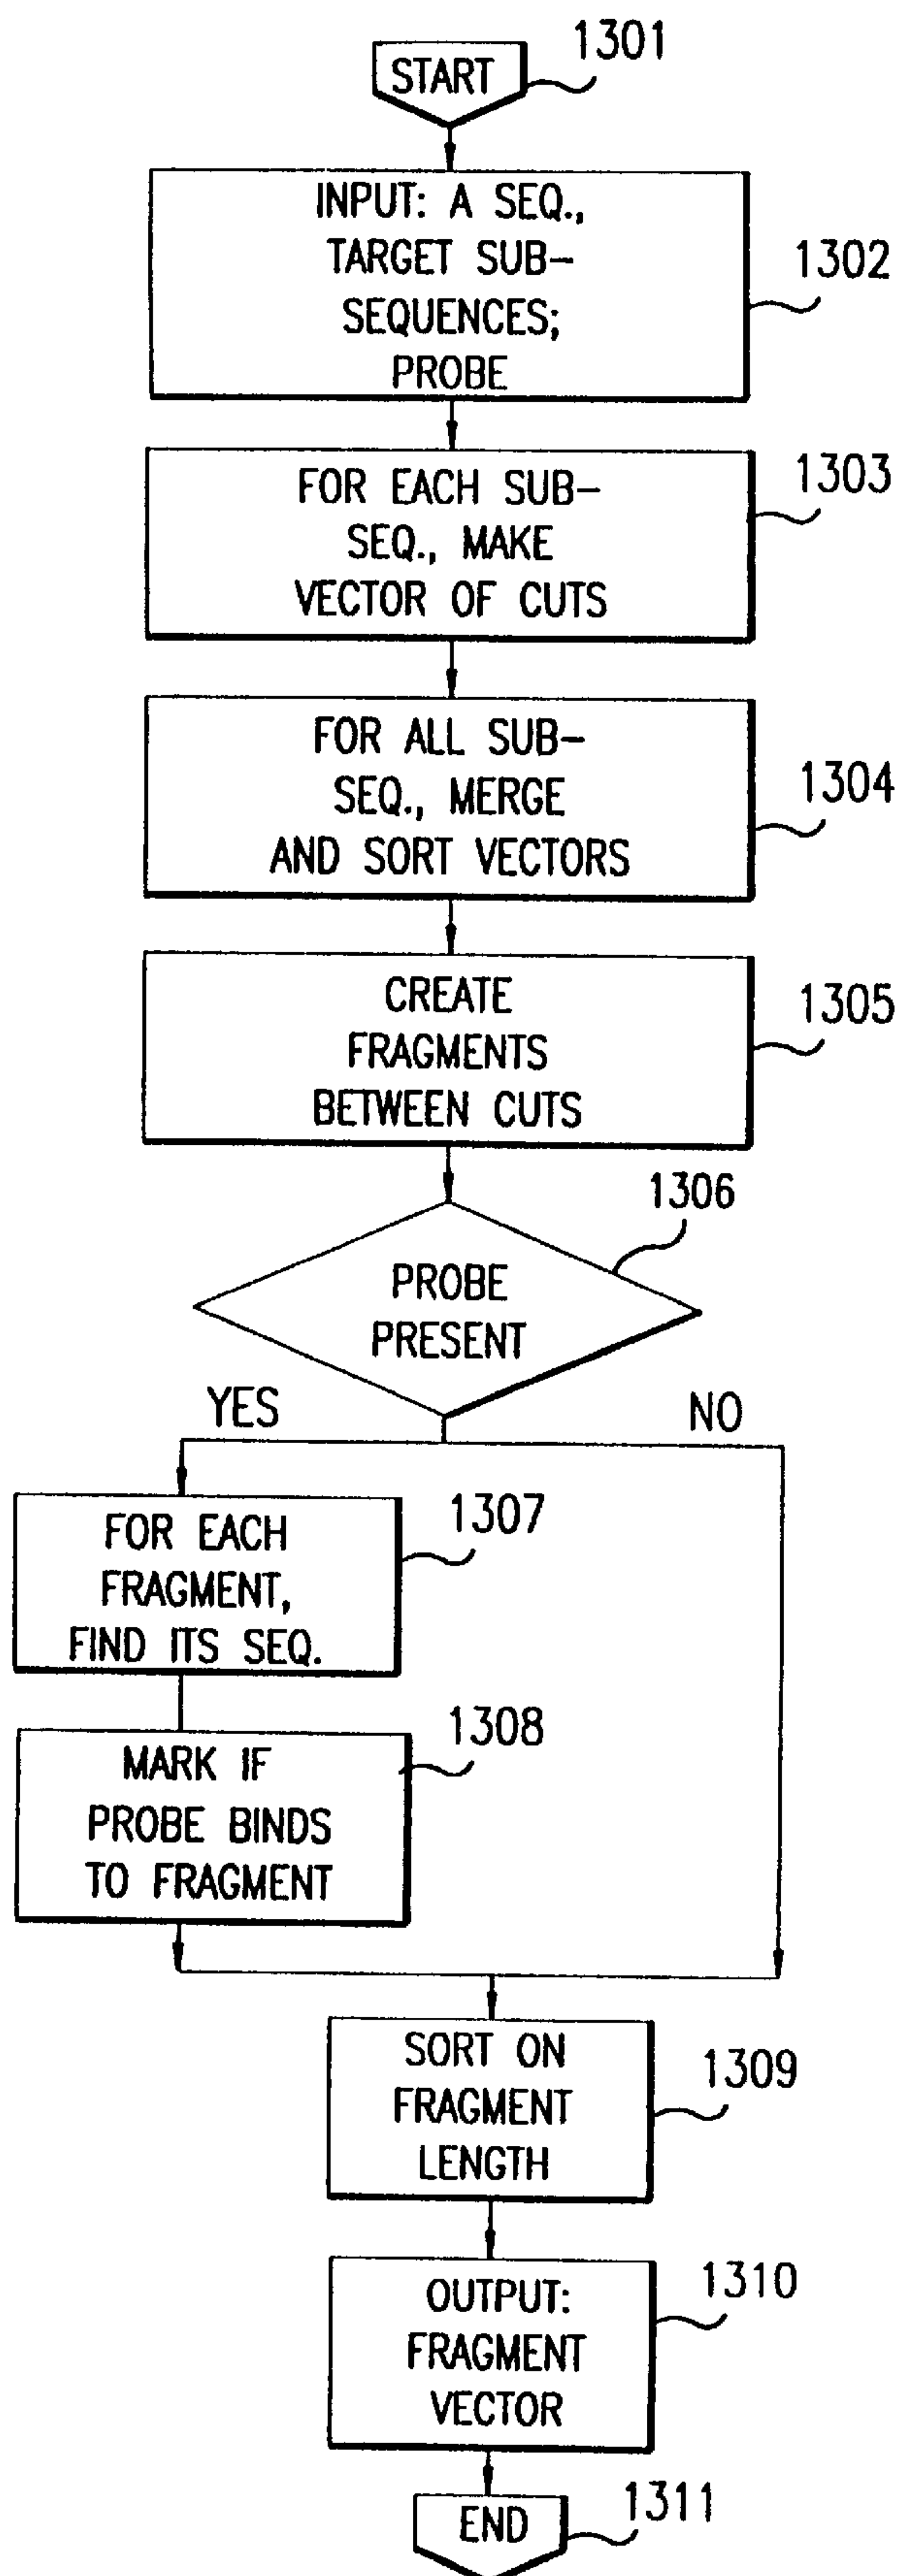 START
1301
INPUT: A SEQ.,
TARGET SUB-
SEQUENCES;
PROBE
1302
FOR EACH SUB-
SEQ., MAKE
VECTOR OF CUTS
1303
FOR ALL SUB-
SEQ., MERGE
AND SORT VECTORS
1304
CREATE
FRAGMENTS
BETWEEN CUTS
1305
PROBE
PRESENT
1306
YES
NO
FOR EACH
FRAGMENT,
FIND ITS SEQ.
1307
MARK IF
PROBE BINDS
TO FRAGMENT
1308
SORT ON
FRAGMENT
LENGTH
1309
OUTPUT:
FRAGMENT
VECTOR
1310
END
1311